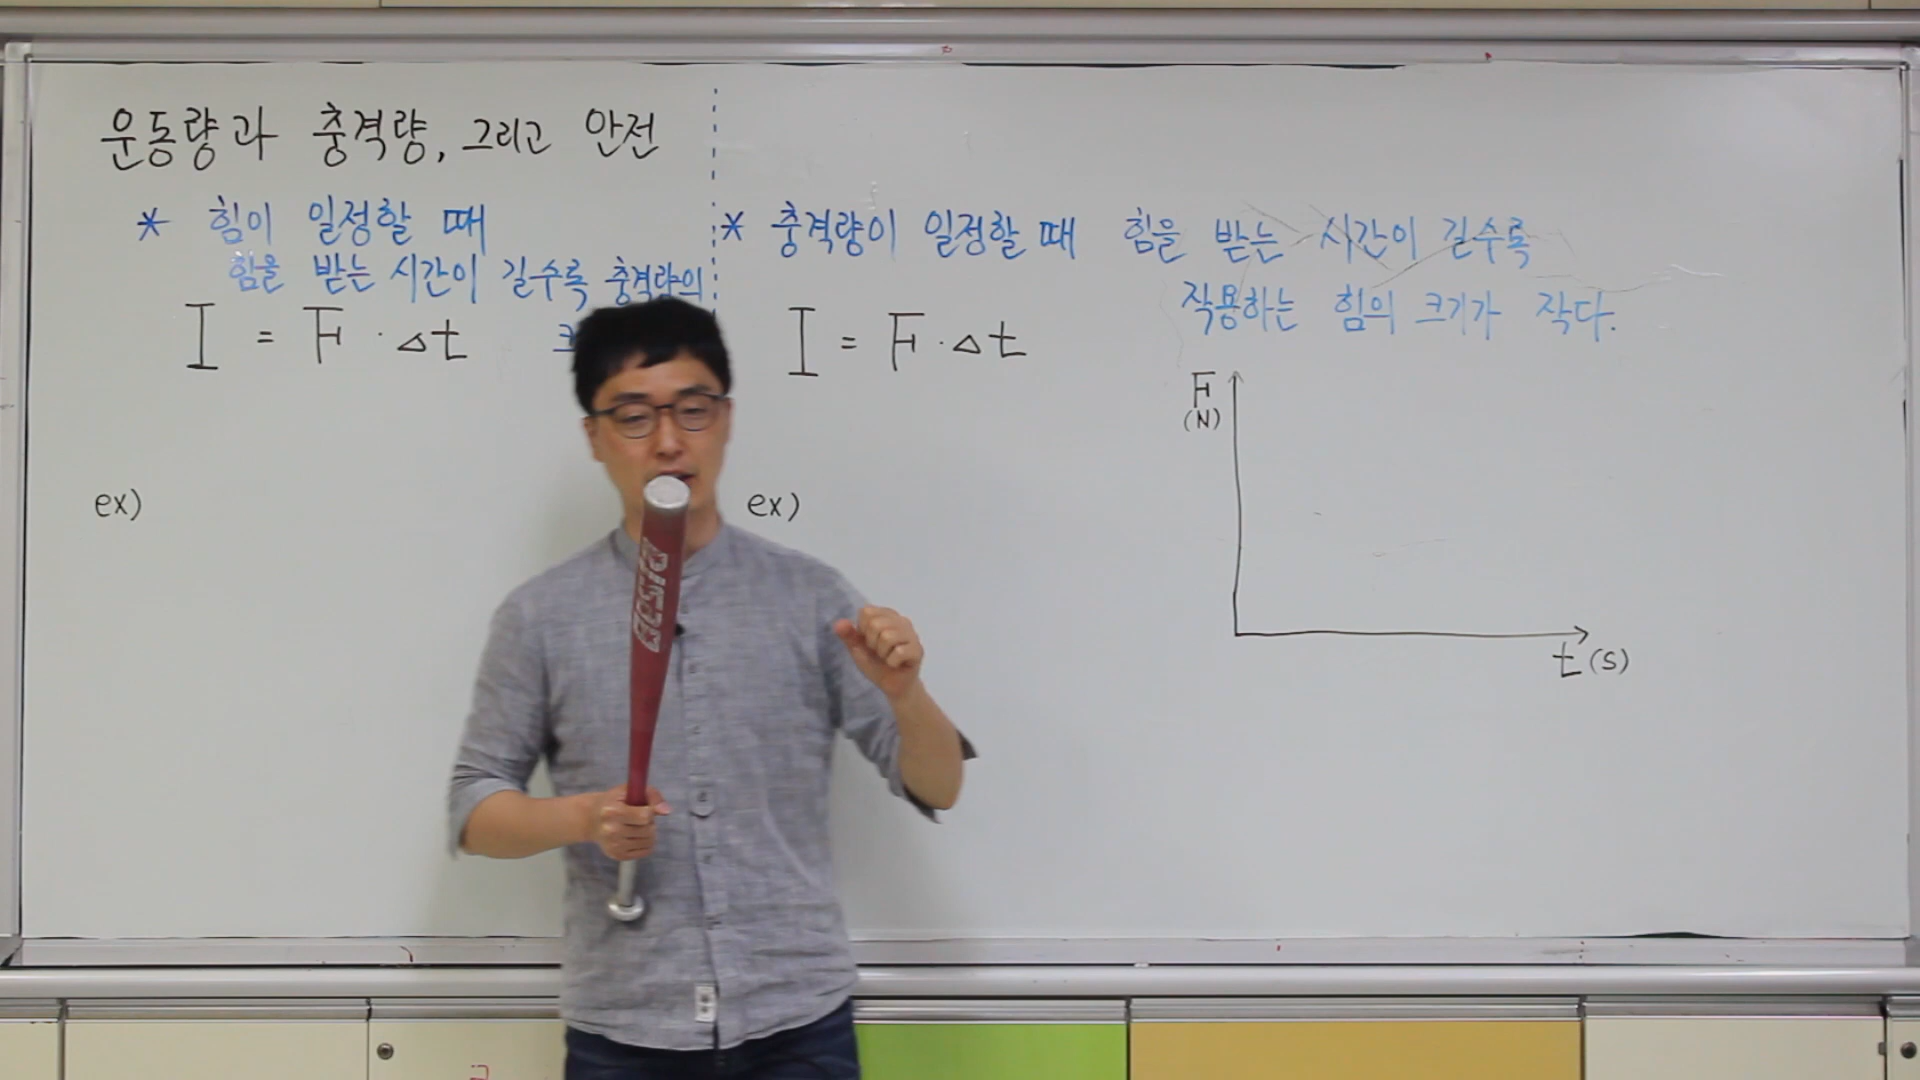 운동량과 충격량, 그리고 안전
* 힘이 일정할 때
힘을 받는 시간이 길수록 충격량의
I = F · Δt
ex)
* 충격량이 일정할 때 힘을 받는 시간이 길수록
작용하는 힘의 크기가 작다.
I = F · Δt
ex)
F
(N)
t (s)